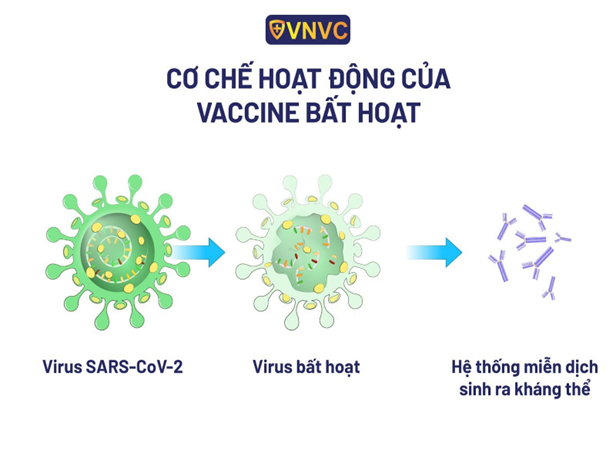 VNVC
CƠ CHẾ HOẠT ĐỘNG CỦA
VACCINE BẤT HOẠT
Virus SARS-CoV-2
Virus bất hoạt
Hệ thống miễn dịch
sinh ra kháng thể